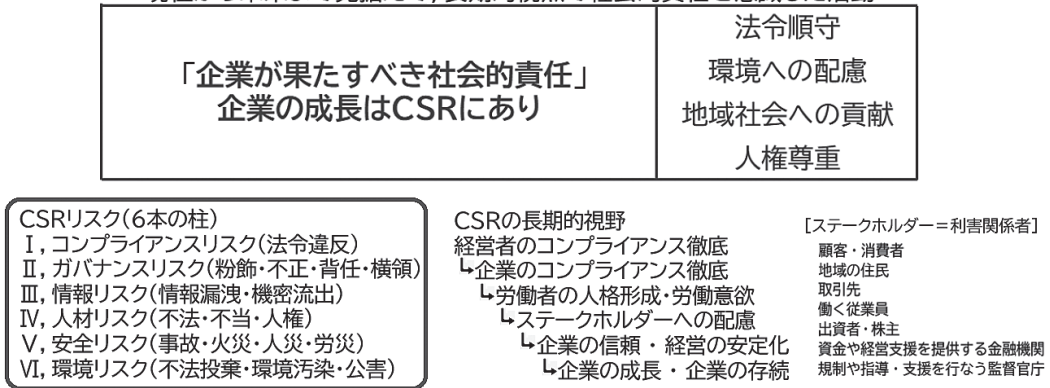 「企業が果たすべき社会的責任」
企業の成長はCSRにあり
法令順守
環境への配慮
地域社会への貢献
人権尊重
CSRリスク(6本の柱)
Ⅰ, コンプライアンスリスク(法令違反)
Ⅱ, ガバナンスリスク(粉飾・不正・背任・横領)
Ⅲ, 情報リスク(情報漏洩・機密流出)
Ⅳ, 人材リスク(不法・不当・人権)
Ⅴ, 安全リスク(事故・火災・人災・労災)
Ⅵ, 環境リスク(不法投棄・環境汚染・公害)
CSRの長期的視野
経営者のコンプライアンス徹底
↳企業のコンプライアンス徹底
↳労働者の人格形成・労働意欲
↳ステークホルダーへの配慮
↳企業の信頼・経営の安定化
↳企業の成長・企業の存続
[ステークホルダー=利害関係者]
顧客・消費者
地域の住民
取引先
働く従業員
出資者・株主
資金や経営支援を提供する金融機関
規制や指導・支援を行なう監督官庁